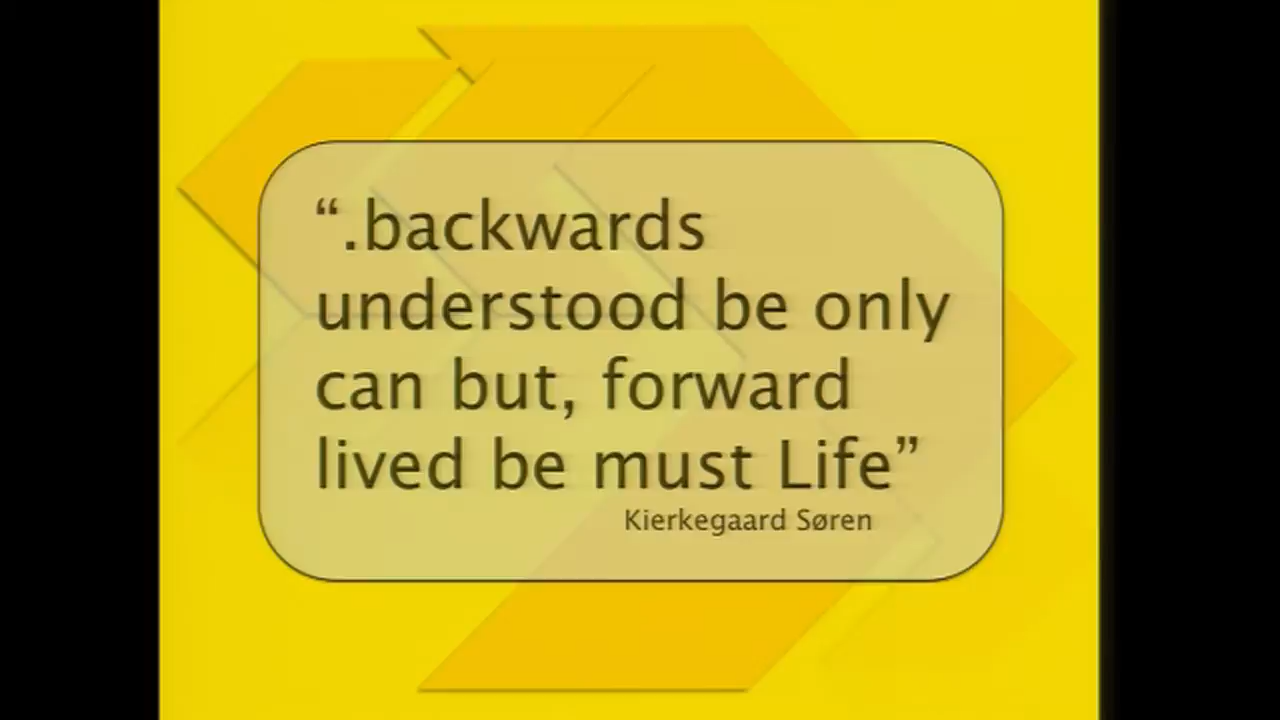 “.backwards
understood be only
can but, forward
lived be must Life”
Kierkegaard Søren